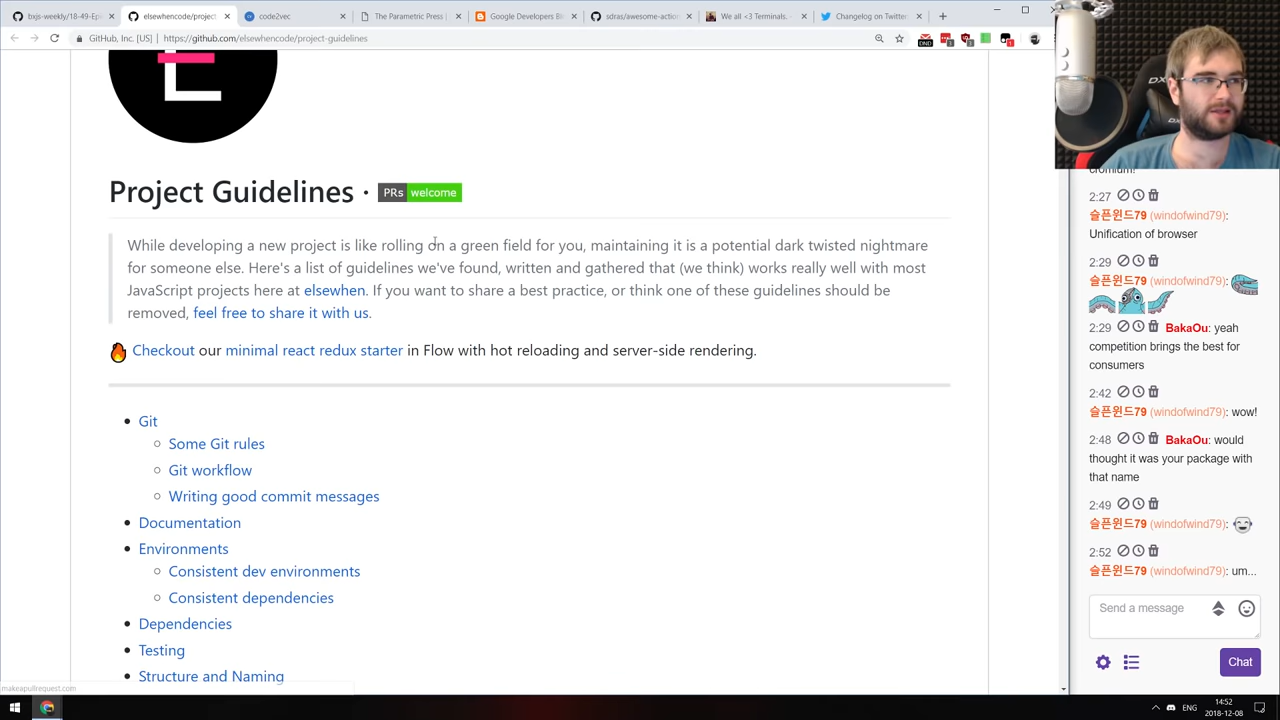 bxjs-weekly/18-49-Epi
elsewhencode/project
code2vec
The Parametric Press |
Google Developers Bl
sdras/awesome-action
We all <3 Terminals.
Changelog on Twitter
GitHub, Inc. [US] | https://github.com/elsewhencode/project-guidelines
Project Guidelines · PRs welcome
While developing a new project is like rolling on a green field for you, maintaining it is a potential dark twisted nightmare
for someone else. Here's a list of guidelines we've found, written and gathered that (we think) works really well with most
JavaScript projects here at elsewhen. If you want to share a best practice, or think one of these guidelines should be
removed, feel free to share it with us.
Checkout our minimal react redux starter in Flow with hot reloading and server-side rendering.
Git
Some Git rules
Git workflow
Writing good commit messages
Documentation
Environments
Consistent dev environments
Consistent dependencies
Dependencies
Testing
Structure and Naming
makeapullrequest.com
2:27
슬픈윈드79 (windofwind79):
Unification of browser
2:29
슬픈윈드79 (windofwind79):
2:29 BakaOu: yeah
competition brings the best for
consumers
2:42
슬픈윈드79 (windofwind79): wow!
2:48 BakaOu: would
thought it was your package with
that name
2:49
슬픈윈드79 (windofwind79):
2:52
슬픈윈드79 (windofwind79): um...
Send a message
Chat
ENG
14:52
2018-12-08